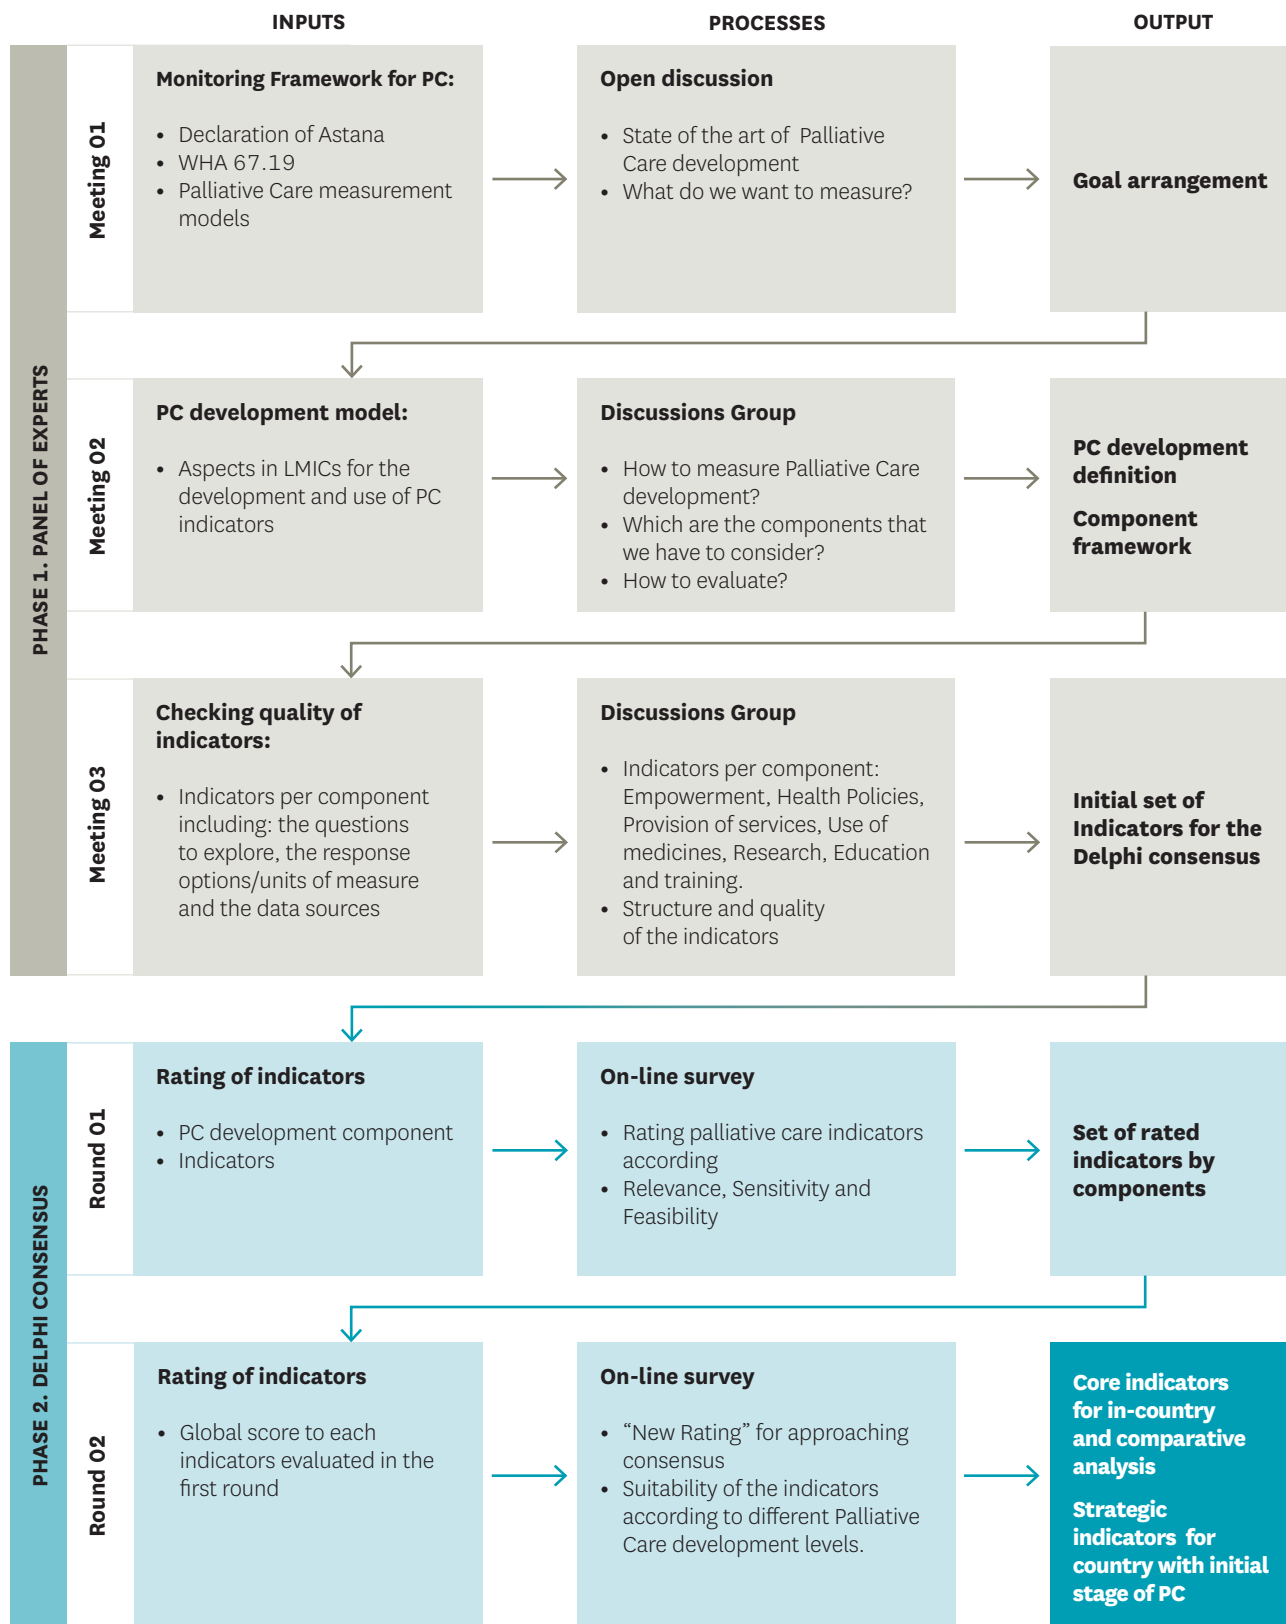 INPUTS
PROCESSES
OUTPUT
PHASE 1. PANEL OF EXPERTS
Meeting 01
Monitoring Framework for PC:
• Declaration of Astana
• WHA 67.19
• Palliative Care measurement
models
Open discussion
• State of the art of Palliative
Care development
• What do we want to measure?
Goal arrangement
Meeting 02
PC development model:
• Aspects in LMICs for the
development and use of PC
indicators
Discussions Group
• How to measure Palliative Care
development?
• Which are the components that
we have to consider?
• How to evaluate?
PC development
definition
Component
framework
Meeting 03
Checking quality of
indicators:
• Indicators per component
including: the questions
to explore, the response
options/units of measure
and the data sources
Discussions Group
• Indicators per component:
Empowerment, Health Policies,
Provision of services, Use of
medicines, Research, Education
and training.
• Structure and quality
of the indicators
Initial set of
Indicators for the
Delphi consensus
PHASE 2. DELPHI CONSENSUS
Round 01
Rating of indicators
• PC development component
• Indicators
On-line survey
• Rating palliative care indicators
according
• Relevance, Sensitivity and
Feasibility
Set of rated
indicators by
components
Round 02
Rating of indicators
• Global score to each
indicators evaluated in the
first round
On-line survey
• “New Rating” for approaching
consensus
• Suitability of the indicators
according to different Palliative
Care development levels.
Core indicators
for in-country
and comparative
analysis
Strategic
indicators for
country with initial
stage of PC